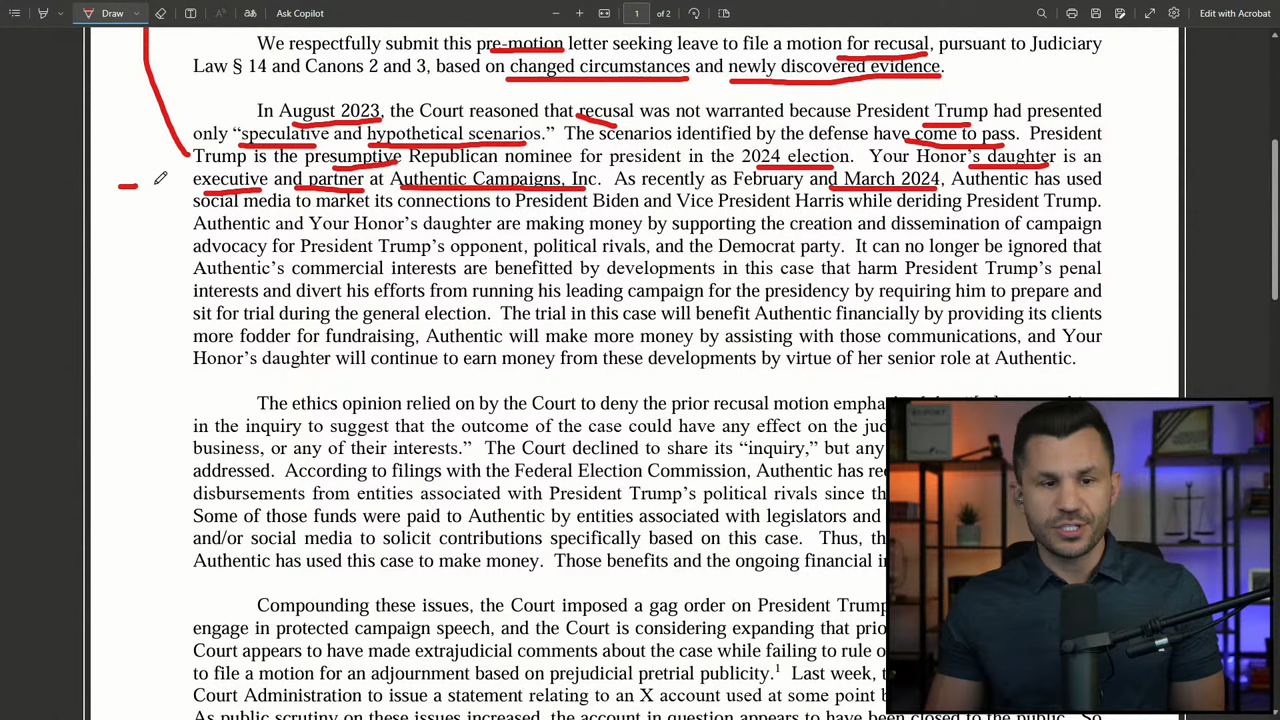 Draw
Ask Copilot
1
of 2
Edit with Acrobat
We respectfully submit this pre-motion letter seeking leave to file a motion for recusal, pursuant to Judiciary
Law § 14 and Canons 2 and 3, based on changed circumstances and newly discovered evidence.
In August 2023, the Court reasoned that recusal was not warranted because President Trump had presented
only “speculative and hypothetical scenarios.” The scenarios identified by the defense have come to pass. President
Trump is the presumptive Republican nominee for president in the 2024 election. Your Honor’s daughter is an
executive and partner at Authentic Campaigns, Inc. As recently as February and March 2024, Authentic has used
social media to market its connections to President Biden and Vice President Harris while deriding President Trump.
Authentic and Your Honor’s daughter are making money by supporting the creation and dissemination of campaign
advocacy for President Trump’s opponent, political rivals, and the Democrat party. It can no longer be ignored that
Authentic’s commercial interests are benefitted by developments in this case that harm President Trump’s penal
interests and divert his efforts from running his leading campaign for the presidency by requiring him to prepare and
sit for trial during the general election. The trial in this case will benefit Authentic financially by providing its clients
more fodder for fundraising, Authentic will make more money by assisting with those communications, and Your
Honor’s daughter will continue to earn money from these developments by virtue of her senior role at Authentic.
The ethics opinion relied on by the Court to deny the prior recusal motion
in the inquiry to suggest that the outcome of the case could have any effect on the
business, or any of their interests.” The Court declined to share its “inquiry,” but any
addressed. According to filings with the Federal Election Commission, Authentic has
disbursements from entities associated with President Trump’s political rivals since
Some of those funds were paid to Authentic by entities associated with legislators and
and/or social media to solicit contributions specifically based on this case. Thus,
Authentic has used this case to make money. Those benefits and the ongoing financial
Compounding these issues, the Court imposed a gag order on President Trump
engage in protected campaign speech, and the Court is considering expanding that
Court appears to have made extrajudicial comments about the case while failing to rule
to file a motion for an adjournment based on prejudicial pretrial publicity.1 Last week,
Court Administration to issue a statement relating to an X account used at some point
As public scrutiny on these issues increased, the account in question appears to have been closed to the public. So